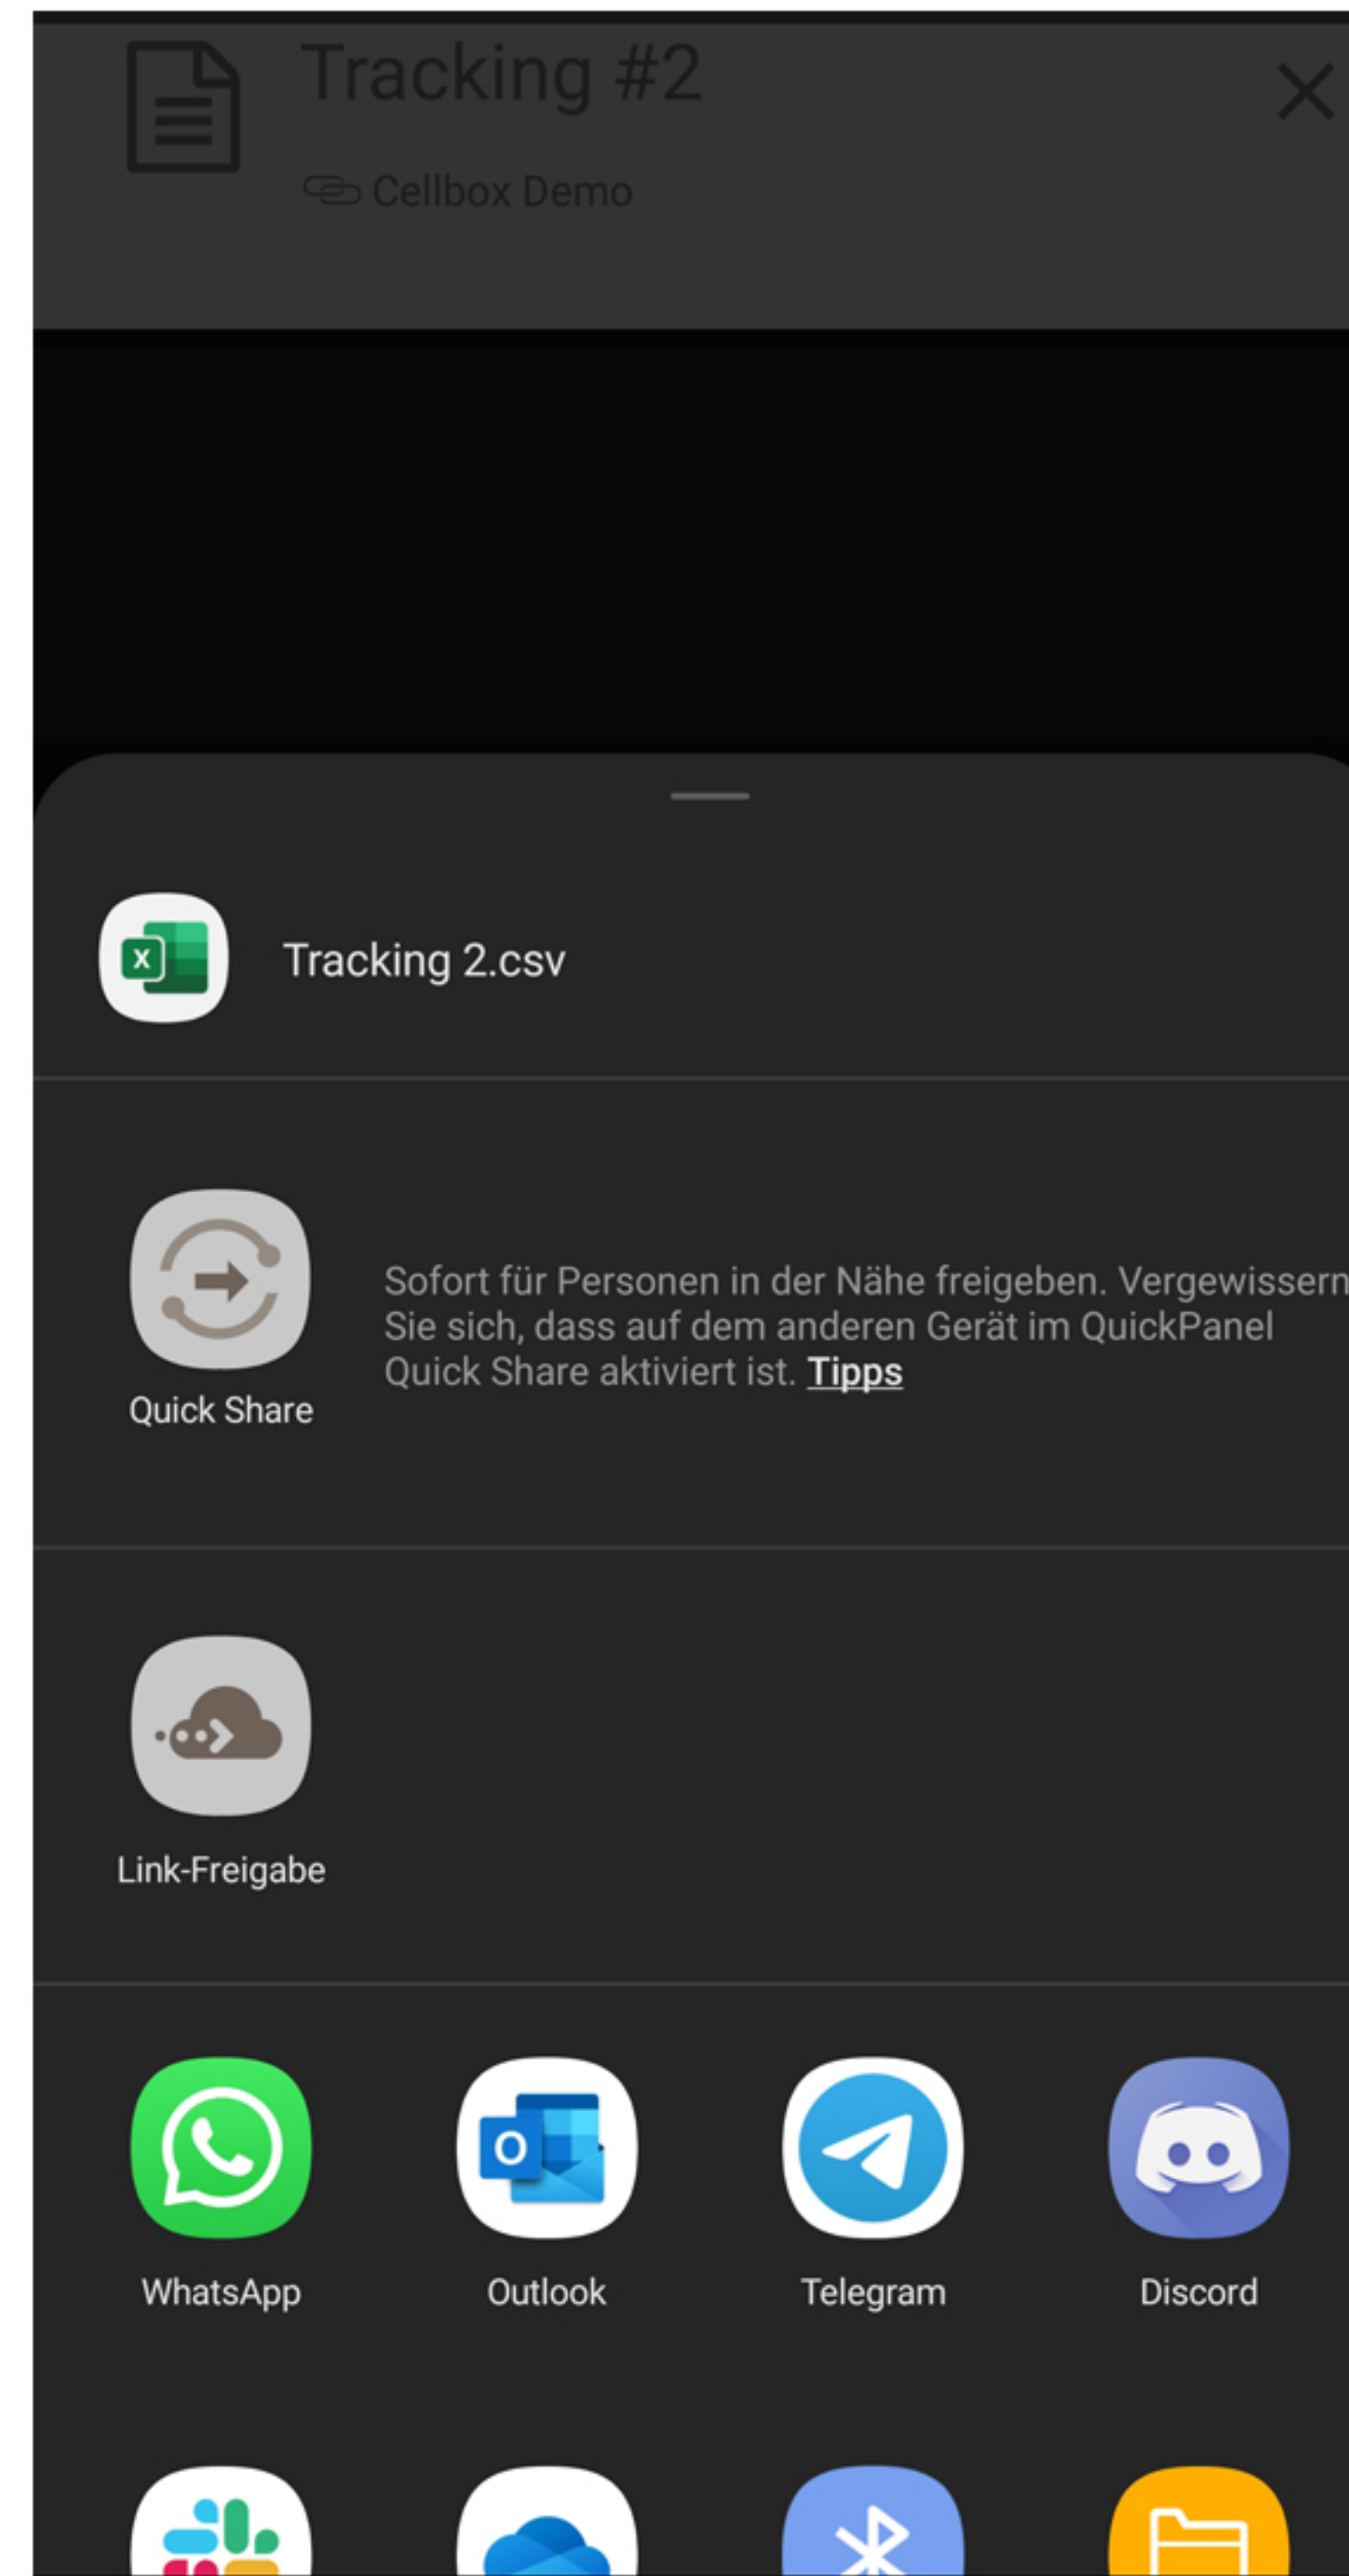 Tracking #2
Cellbox Demo
Tracking 2.csv
Sofort für Personen in der Nähe freigeben. Vergewissern
Sie sich, dass auf dem anderen Gerät im QuickPanel
Quick Share aktiviert ist. Tipps
Quick Share
Link-Freigabe
WhatsApp
Outlook
Telegram
Discord